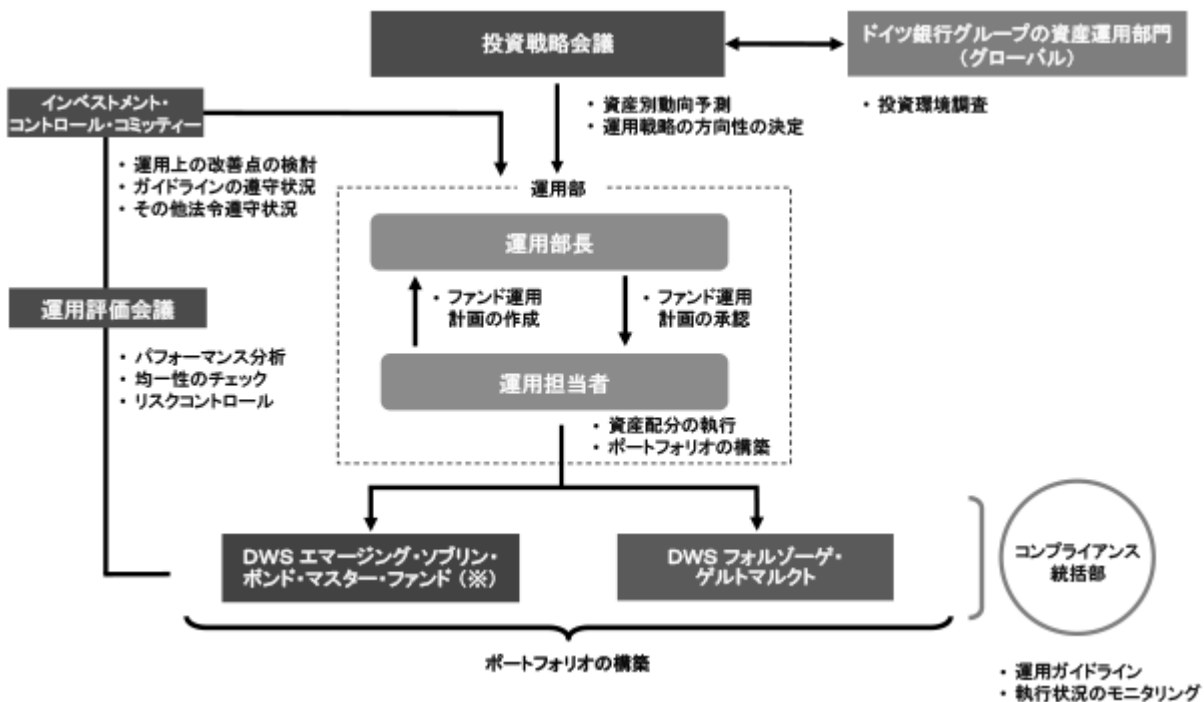 投資戦略会議
ドイツ銀行グループの資産運用部門
(グローバル)
・投資環境調査
・資産別動向予測
・運用戦略の方向性の決定
インベストメント・
コントロール・コミッティー
・運用上の改善点の検討
・ガイドラインの遵守状況
・その他法令遵守状況
運用部
運用部長
・ファンド運用
計画の作成
・ファンド運用
計画の承認
運用評価会議
・パフォーマンス分析
・均一性のチェック
・リスクコントロール
運用担当者
・資産配分の執行
・ポートフォリオの構築
DWS エマージング・ソブリン・
ボンド・マスター・ファンド(※)
DWS フォルゾーゲ・
ゲルトマルクト
コンプライアンス
統括部
ポートフォリオの構築
・運用ガイドライン
・執行状況のモニタリング